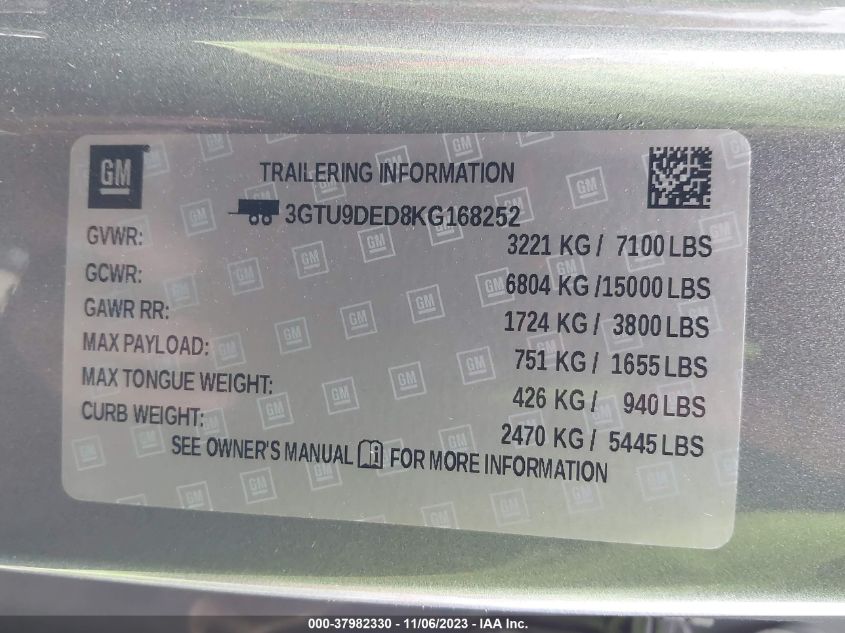 GM TRAILERING INFORMATION
3GTU9DED8KG168252
GVWR: 3221 KG / 7100 LBS
GCWR: 6804 KG / 15000 LBS
GAWR RR: 1724 KG / 3800 LBS
MAX PAYLOAD: 751 KG / 1655 LBS
MAX TONGUE WEIGHT: 426 KG / 940 LBS
CURB WEIGHT: 2470 KG / 5445 LBS
SEE OWNER'S MANUAL i FOR MORE INFORMATION
000-37982330 - 11/06/2023 - IAA Inc.